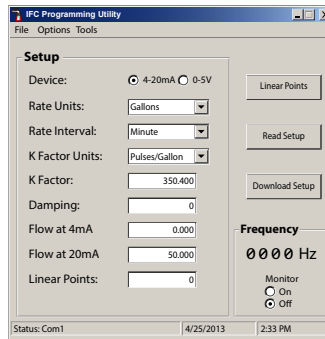 IFC Programming Utility
File Options Tools
Setup
Device: 4-20mA 0-5V
Rate Units: Gallons
Rate Interval: Minute
K Factor Units: Pulses/Gallon
K Factor: 350.400
Damping: 0
Flow at 4mA 0.000
Flow at 20mA 50.000
Linear Points: 0
Linear Points
Read Setup
Download Setup
Frequency
0000 Hz
Monitor
On
Off
Status: Com1 4/25/2013 2:33 PM